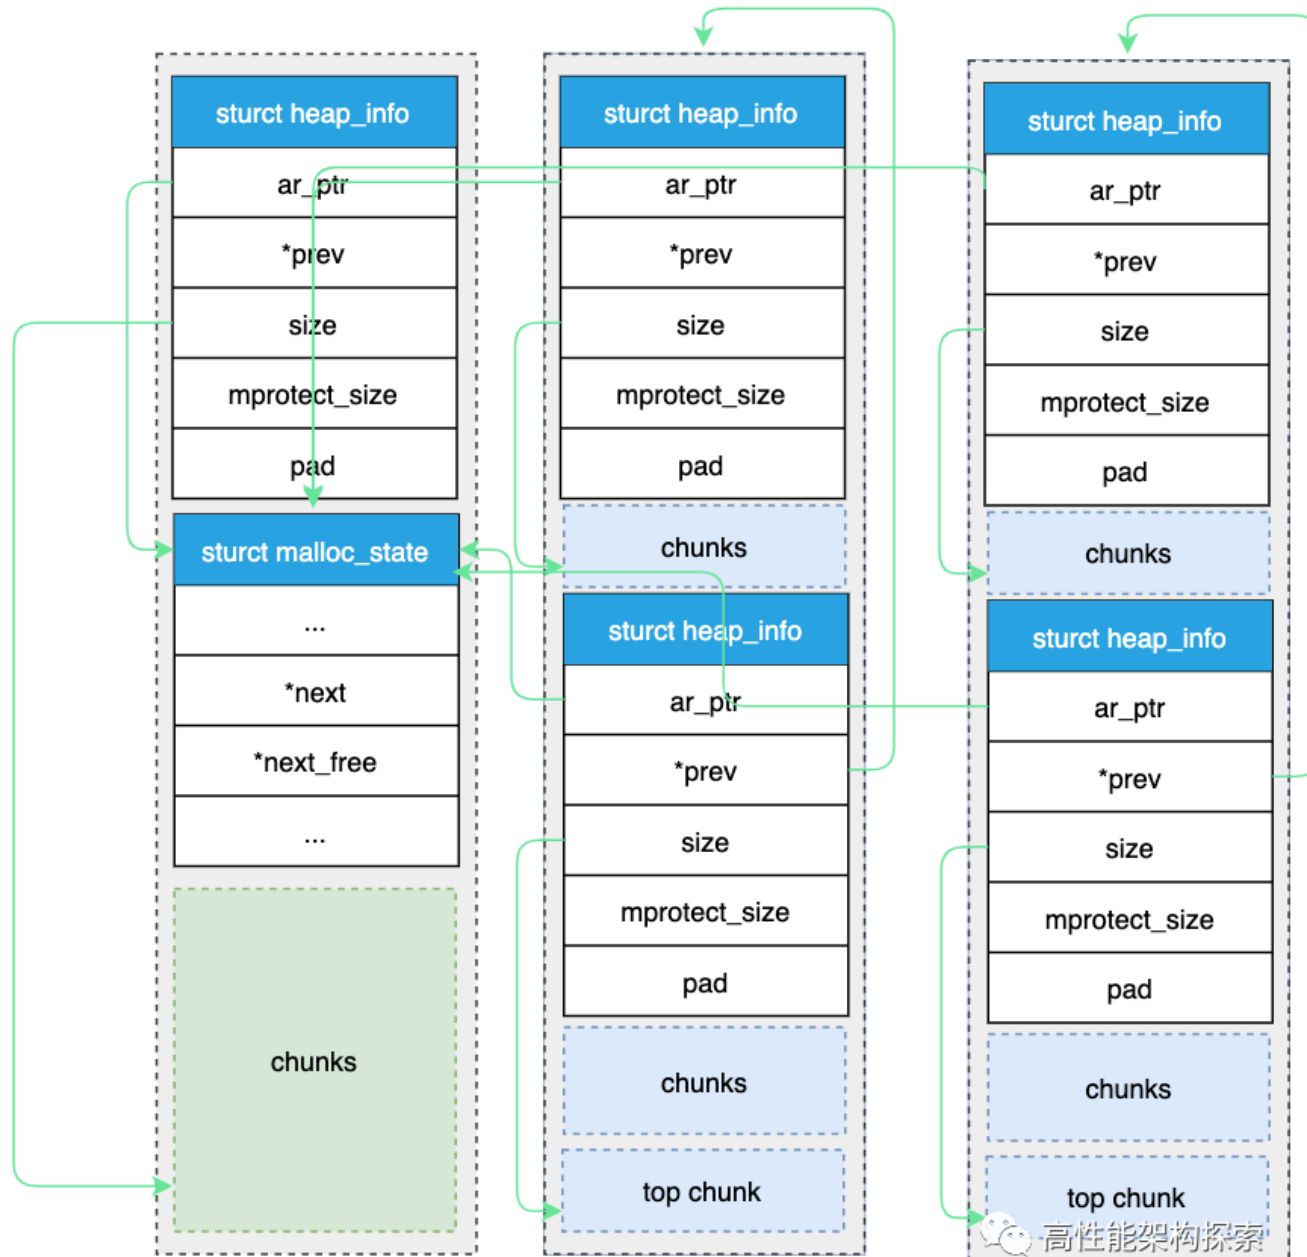 sturct heap_info
ar_ptr
*prev
size
mprotect_size
pad
sturct malloc_state
...
*next
*next_free
...
chunks
sturct heap_info
ar_ptr
*prev
size
mprotect_size
pad
chunks
sturct heap_info
ar_ptr
*prev
size
mprotect_size
pad
chunks
top chunk
sturct heap_info
ar_ptr
*prev
size
mprotect_size
pad
chunks
sturct heap_info
ar_ptr
*prev
size
mprotect_size
pad
chunks
top chunk
高性能架构探索